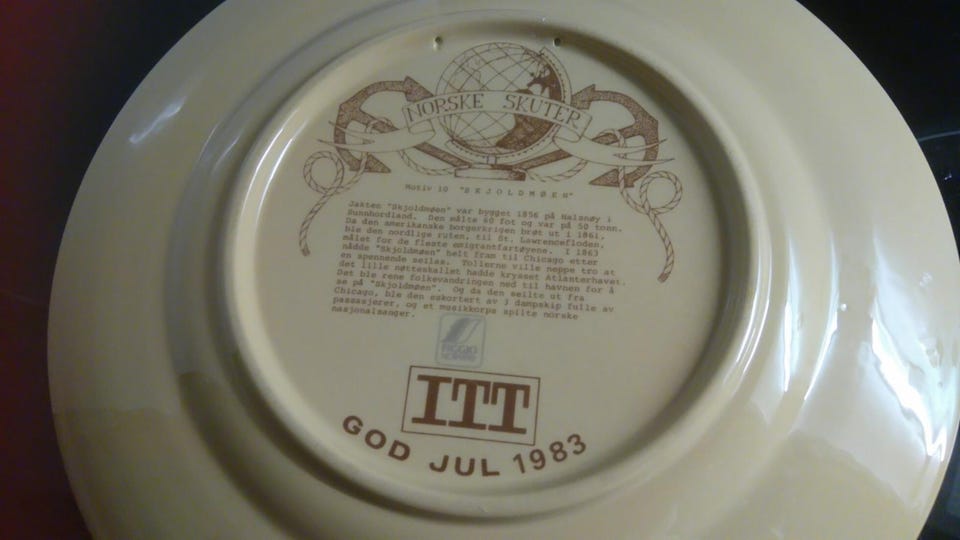 NORSKE SKUTER
Motiv 10 "SKJOLDMØEN"
Jakten "Skjoldmøen" var bygget 1856 på Halsnøy i
Sunnhordland. Den målte 60 fot og var på 50 tonn.
Da den amerikanske borgerkrigen brøt ut i 1861,
ble den nordlige ruten, til St. Lawrencefloden,
målet for de fleste emigrantfartøyene. I 1863
nådde "Skjoldmøen" helt fram til Chicago etter
en spennende seilas. Tollerne ville neppe tro at
det lille nøtteskallet hadde krysset Atlanterhavet.
Det ble rene folkevandringen ned til havnen for å
se på "Skjoldmøen". Og da den seilte ut fra
Chicago, ble den eskortert av 3 dampskip fulle av
passasjerer, og et musikkorps spilte norske
nasjonalsanger.
FIGGJO
NORWAY
ITT
GOD JUL 1983